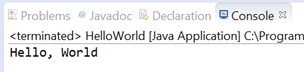 Problems @ Javadoc Declaration Console
<terminated> HelloWorld [Java Application] C:\Program
Hello, World